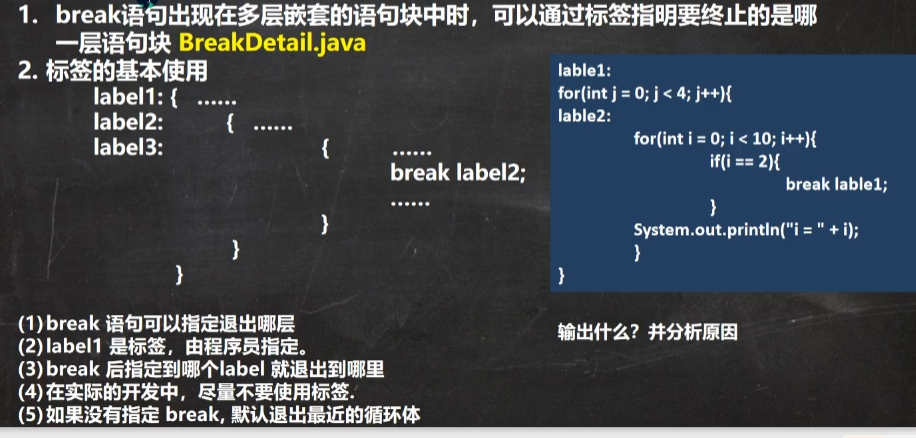 1. break语句出现在多层嵌套的语句块中时，可以通过标签指明要终止的是哪
一层语句块 BreakDetail.java
2. 标签的基本使用
label1: { ……
label2: { ……
label3: { ……
break label2;
……
}
}
}
(1)break 语句可以指定退出哪层
(2)label1 是标签，由程序员指定。
(3)break 后指定到哪个label 就退出到哪里
(4)在实际的开发中，尽量不要使用标签.
(5)如果没有指定 break, 默认退出最近的循环体
lable1:
for(int j = 0; j < 4; j++){
lable2:
for(int i = 0; i < 10; i++){
if(i == 2){
break lable1;
}
System.out.println("i = " + i);
}
}
输出什么？并分析原因